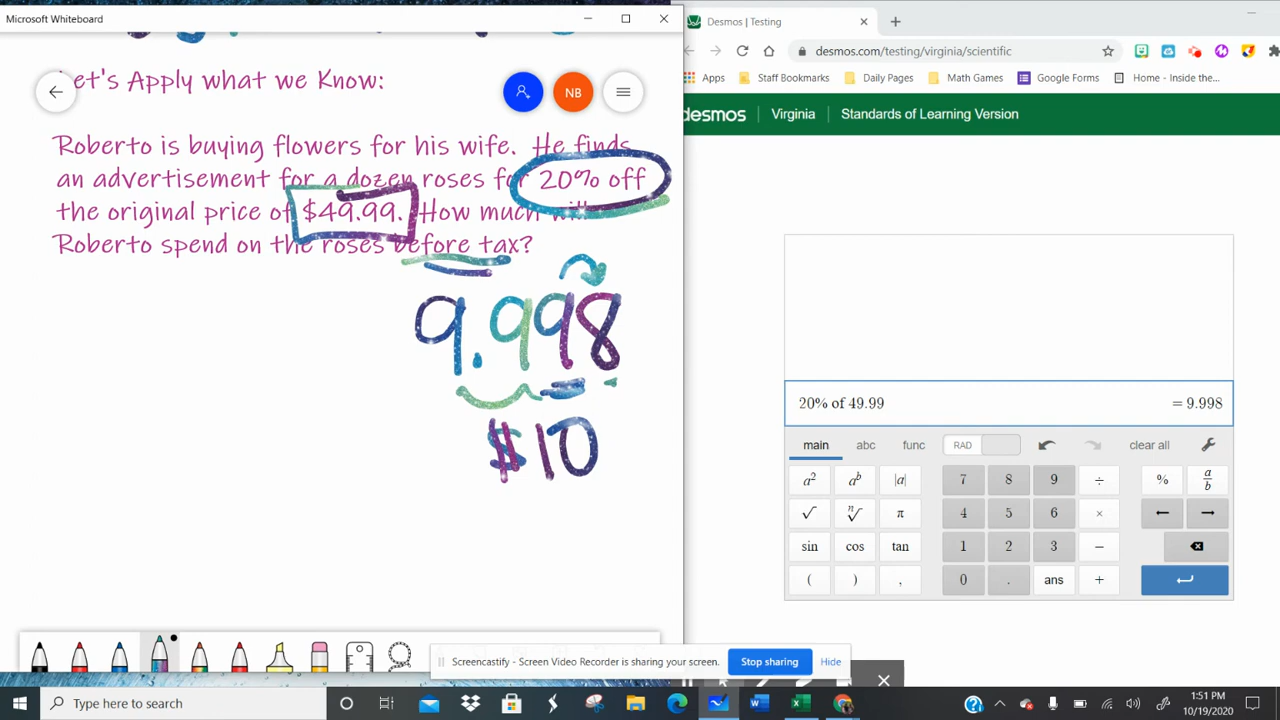 Microsoft Whiteboard
Let's Apply what we Know:
NB
Roberto is buying flowers for his wife. He finds
an advertisement for a dozen roses for 20% off
the original price of $49.99. How much will
Roberto spend on the roses before tax?
9.998
$10
Desmos | Testing
desmos.com/testing/virginia/scientific
Apps Staff Bookmarks Daily Pages Math Games Google Forms Home - Inside the...
desmos Virginia Standards of Learning Version
20% of 49.99 = 9.998
main abc func RAD clear all
a² aᵇ |a| 7 8 9 ÷ % a/b
√ ⁿ√ π 4 5 6 × ← →
sin cos tan 1 2 3 −
( ) , 0 . ans +
Screencastify - Screen Video Recorder is sharing your screen. Stop sharing Hide
Type here to search
1:51 PM
10/19/2020